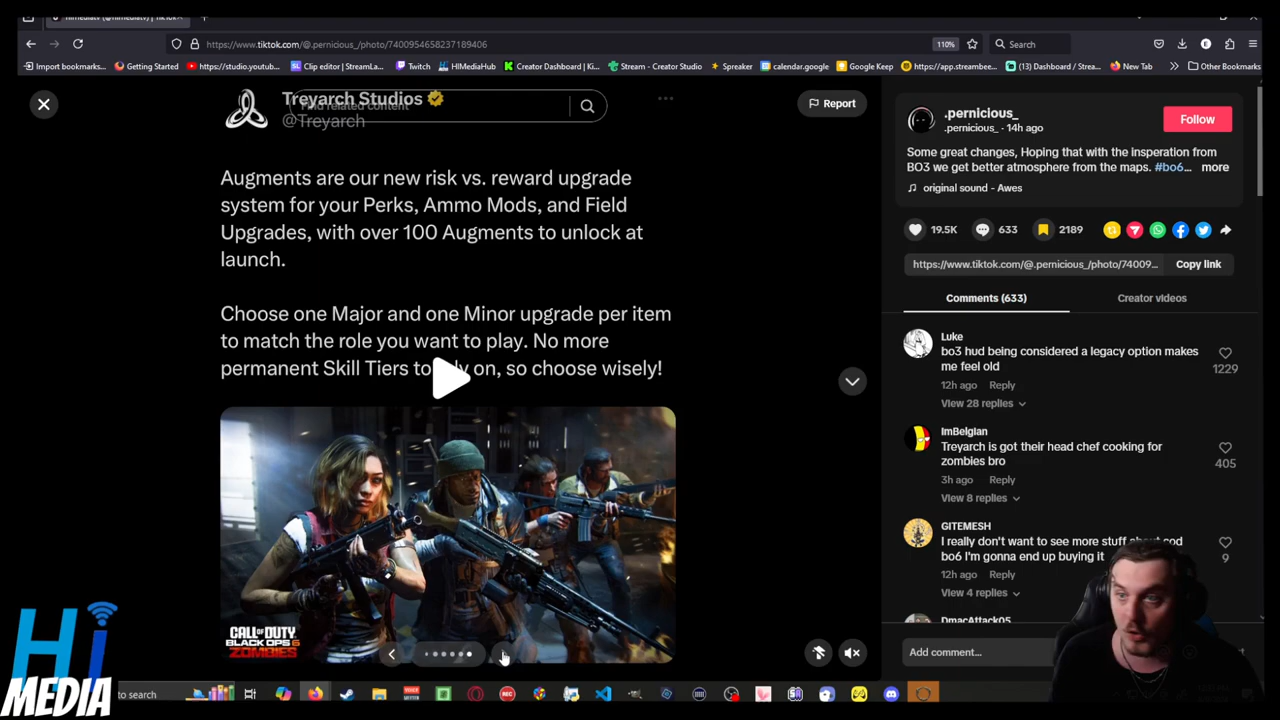 himediatv (@himediatv) | TikTok
https://www.tiktok.com/@.pernicious_/photo/7400954658237189406
110%
Search
Import bookmarks...
Getting Started
https://studio.youtub...
Clip editor | StreamLa...
Twitch
HiMediaHub
Creator Dashboard | Ki...
Stream - Creator Studio
Spreaker
calendar.google
Google Keep
https://app.streambee...
(13) Dashboard / Strea...
New Tab
Other Bookmarks
Treyarch Studios
Find related content
@Treyarch
Report
Augments are our new risk vs. reward upgrade
system for your Perks, Ammo Mods, and Field
Upgrades, with over 100 Augments to unlock at
launch.
Choose one Major and one Minor upgrade per item
to match the role you want to play. No more
permanent Skill Tiers to on, so choose wisely!
CALL OF DUTY
BLACK OPS 6
ZOMBIES
.pernicious_
.pernicious_ · 14h ago
Follow
Some great changes, Hoping that with the insperation from
BO3 we get better atmosphere from the maps. #bo6... more
original sound - Awes
19.5K
633
2189
https://www.tiktok.com/@.pernicious_/photo/74009...
Copy link
Comments (633)
Creator videos
Luke
bo3 hud being considered a legacy option makes
me feel old
1229
12h ago Reply
View 28 replies
ImBelgian
Treyarch is got their head chef cooking for
zombies bro
405
3h ago Reply
View 8 replies
GITEMESH
I really don't want to see more stuff about cod
bo6 I'm gonna end up buying it
9
12h ago Reply
View 4 replies
DmacAttack05
Add comment...
Hi
MEDIA
to search
REC